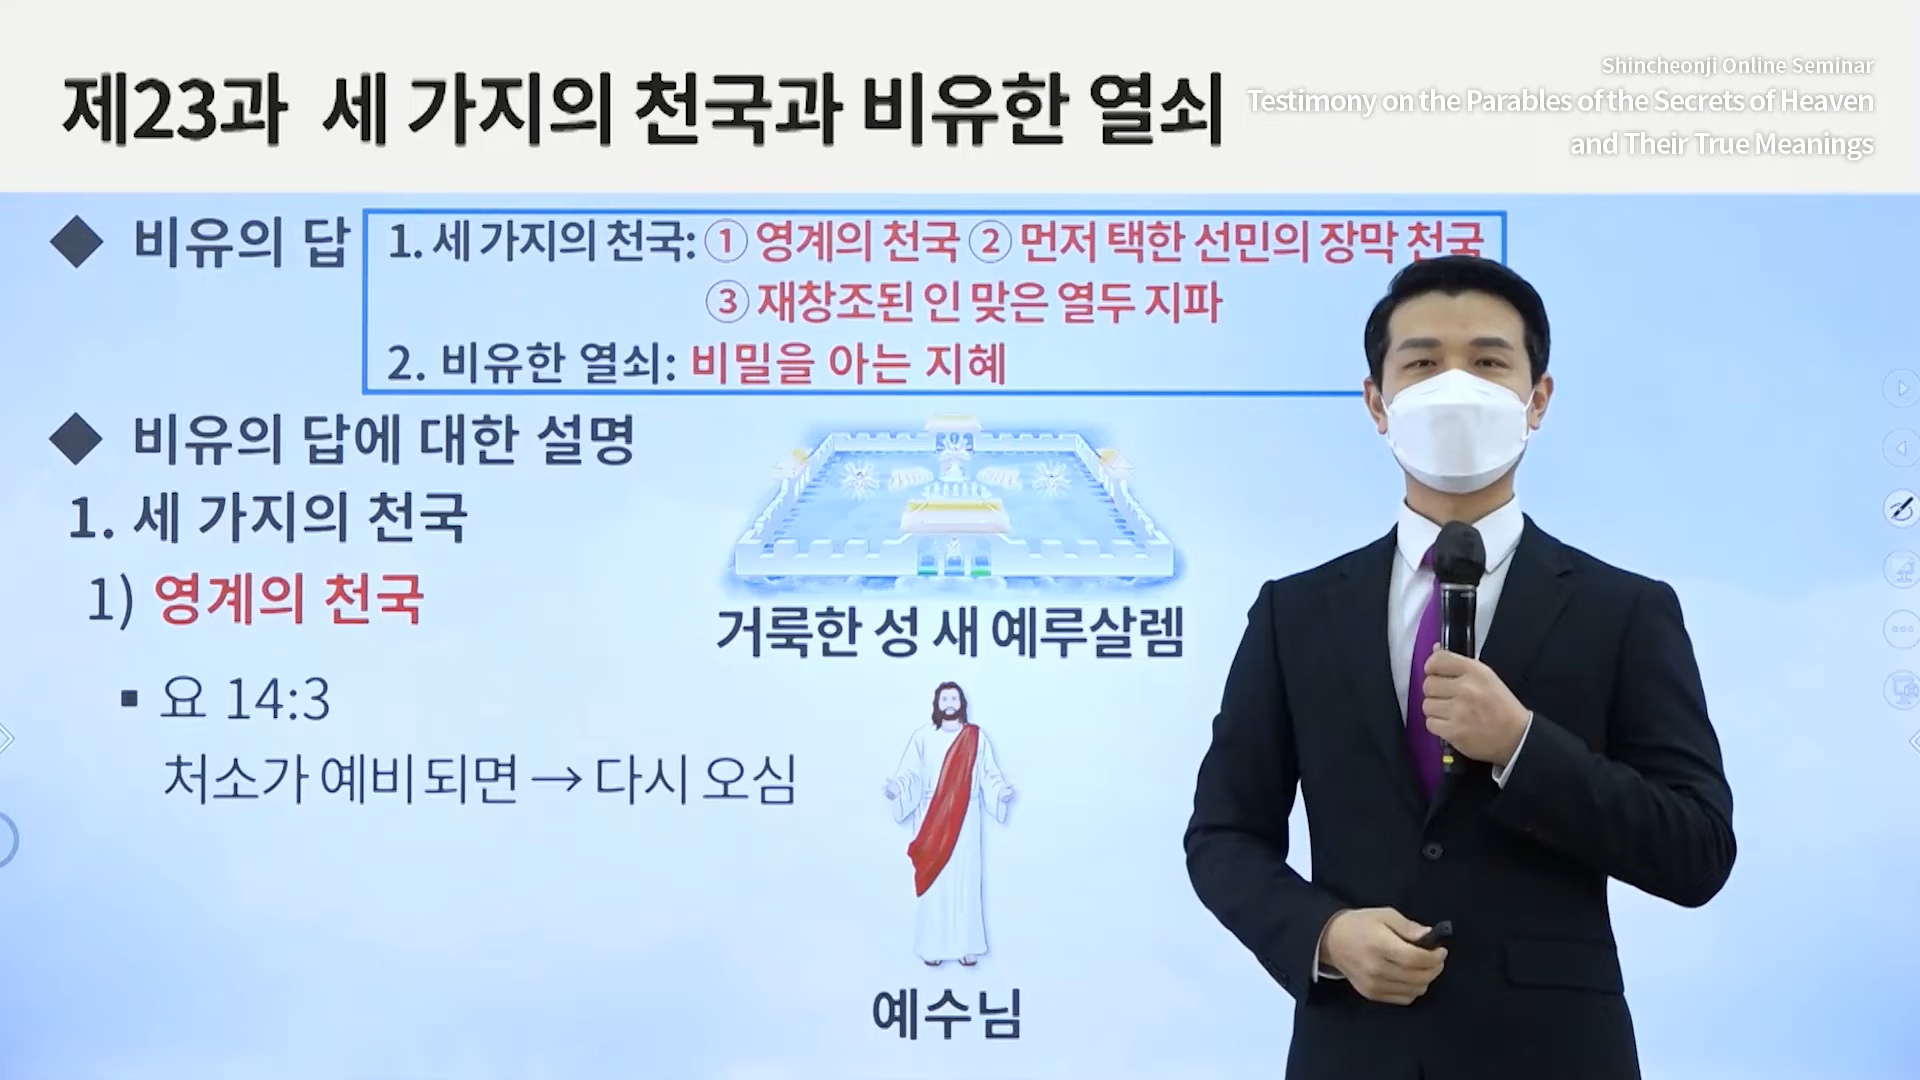 제23과 세 가지의 천국과 비유한 열쇠
Shincheonji Online Seminar
Testimony on the Parables of the Secrets of Heaven
and Their True Meanings
◆ 비유의 답
1. 세 가지의 천국: ① 영계의 천국 ② 먼저 택한 선민의 장막 천국
③ 재창조된 인 맞은 열두 지파
2. 비유한 열쇠: 비밀을 아는 지혜
◆ 비유의 답에 대한 설명
1. 세 가지의 천국
1) 영계의 천국
거룩한 성 새 예루살렘
▪ 요 14:3
처소가 예비되면 → 다시 오심
예수님